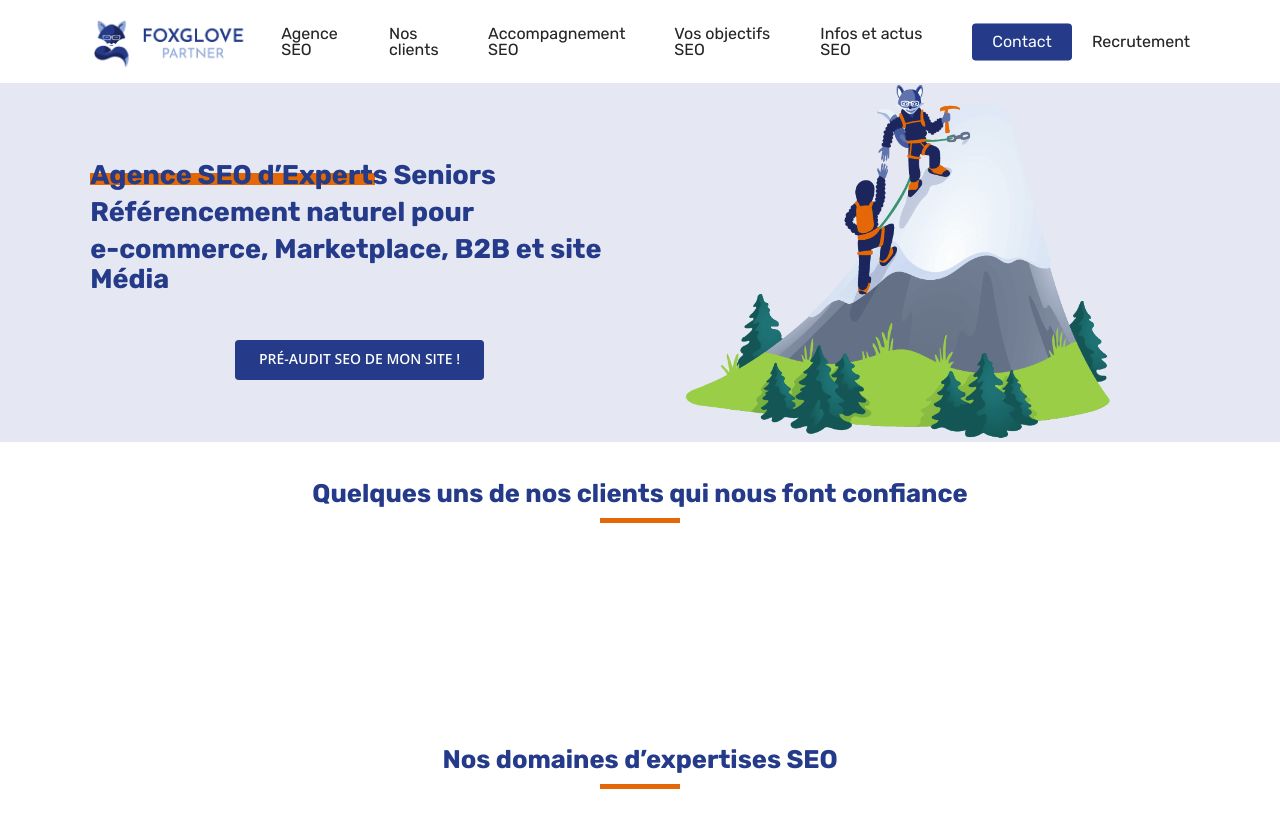 FOXGLOVE
PARTNER
Agence
SEO
Nos
clients
Accompagnement
SEO
Vos objectifs
SEO
Infos et actus
SEO
Contact
Recrutement
Agence SEO d’Experts Seniors
Référencement naturel pour
e-commerce, Marketplace, B2B et site
Média
PRÉ-AUDIT SEO DE MON SITE !
Quelques uns de nos clients qui nous font confiance
Nos domaines d’expertises SEO